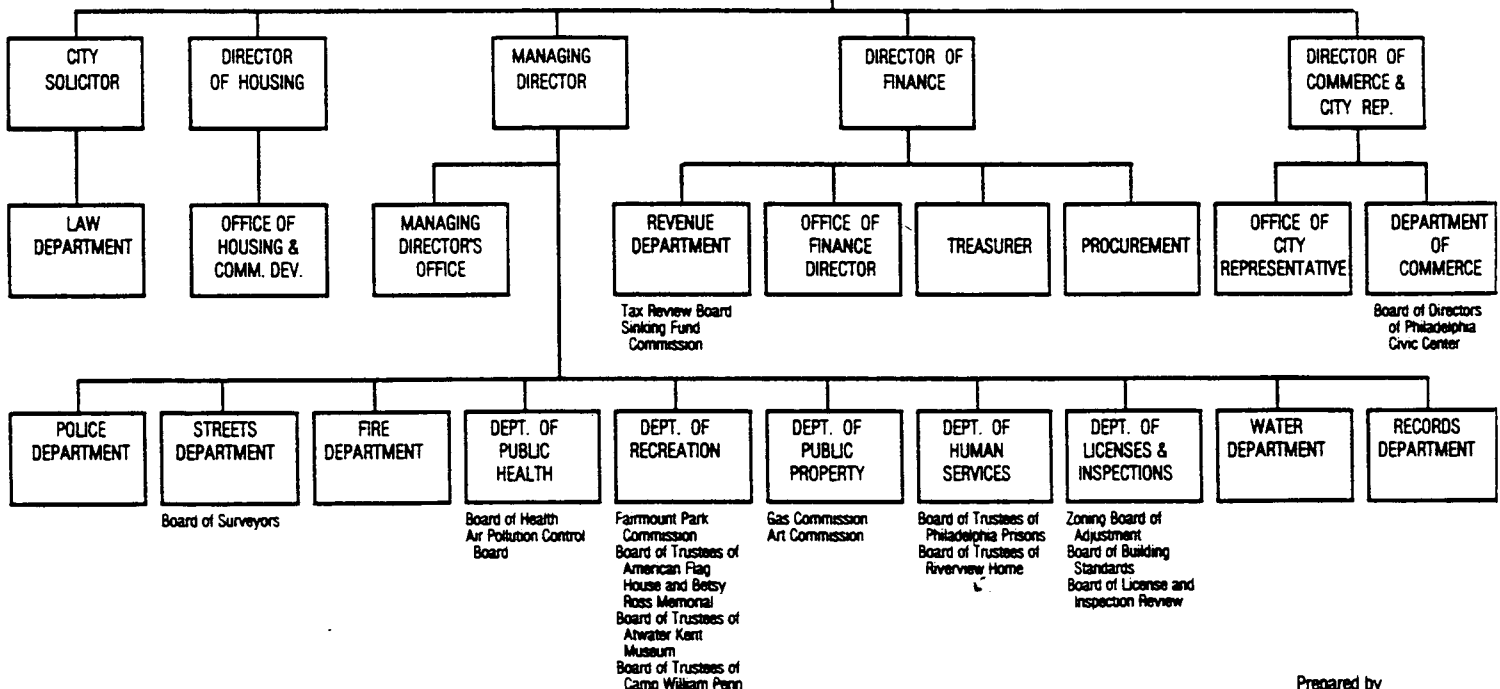 CITY
SOLICITOR
DIRECTOR
OF HOUSING
MANAGING
DIRECTOR
DIRECTOR OF
FINANCE
DIRECTOR OF
COMMERCE &
CITY REP.
LAW
DEPARTMENT
OFFICE OF
HOUSING &
COMM. DEV.
MANAGING
DIRECTOR'S
OFFICE
REVENUE
DEPARTMENT
OFFICE OF
FINANCE
DIRECTOR
TREASURER
PROCUREMENT
OFFICE OF
CITY
REPRESENTATIVE
DEPARTMENT
OF
COMMERCE
Tax Review Board
Sinking Fund
Commission
Board of Directors
of Philadelphia
Civic Center
POLICE
DEPARTMENT
STREETS
DEPARTMENT
FIRE
DEPARTMENT
DEPT. OF
PUBLIC
HEALTH
DEPT. OF
RECREATION
DEPT. OF
PUBLIC
PROPERTY
DEPT. OF
HUMAN
SERVICES
DEPT. OF
LICENSES &
INSPECTIONS
WATER
DEPARTMENT
RECORDS
DEPARTMENT
Board of Surveyors
Board of Health
Air Pollution Control
Board
Fairmount Park
Commission
Board of Trustees of
American Flag
House and Betsy
Ross Memorial
Board of Trustees of
Atwater Kent
Museum
Board of Trustees of
Camp William Penn
Gas Commission
Art Commission
Board of Trustees of
Philadelphia Prisons
Board of Trustees of
Riverview Home
Zoning Board of
Adjustment
Board of Building
Standards
Board of License and
Inspection Review
Prepared by